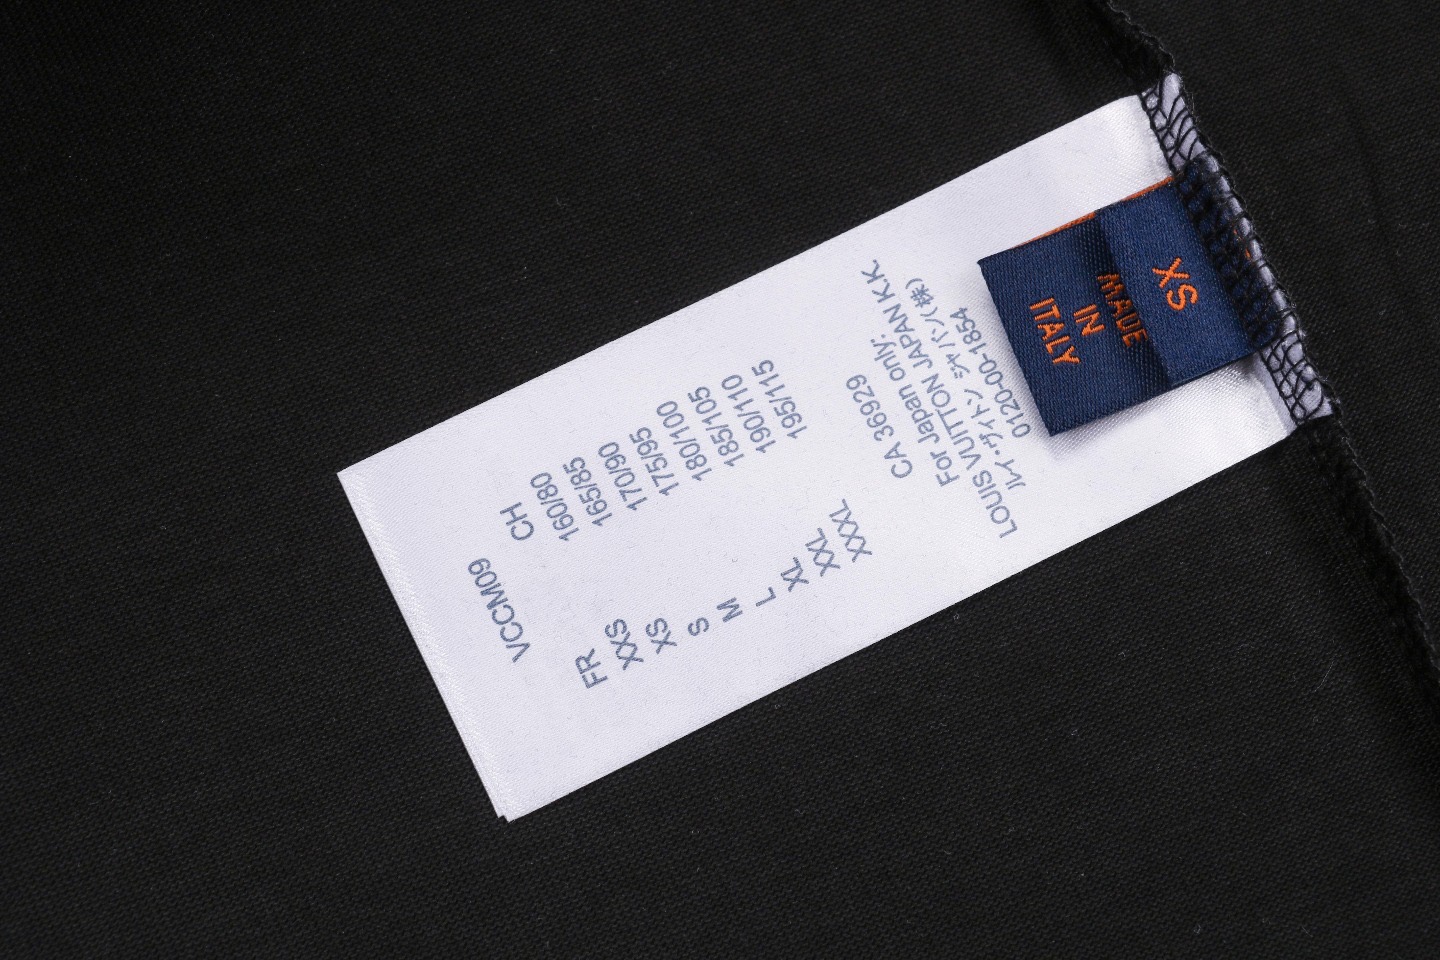 VCCM09
FR CH
XXS 160/80
XS 165/85
S 170/90
M 175/95
L 180/100
XL 185/105
XXL 190/110
XXXL 195/115
CA 36929
For Japan only:
LOUIS VUITTON JAPAN K.K.
ルイ・ヴィトン ジャパン(株)
0120-00-1854
XS
MADE
IN
ITALY